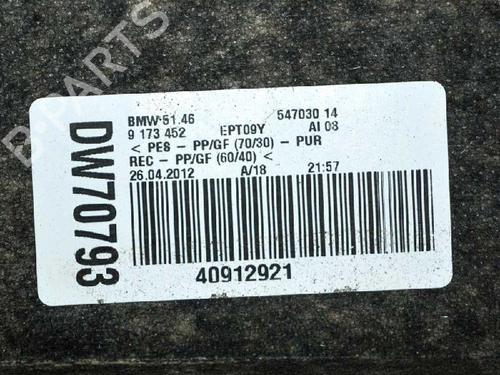 B PARTS
BMW 51.46 547030 14
9 173 452 EPT09Y AI 08
< PES - PP/GF (70/30) - PUR
REC - PP/GF (60/40) <
26.04.2012 A/18 21:57
40912921
DW70793